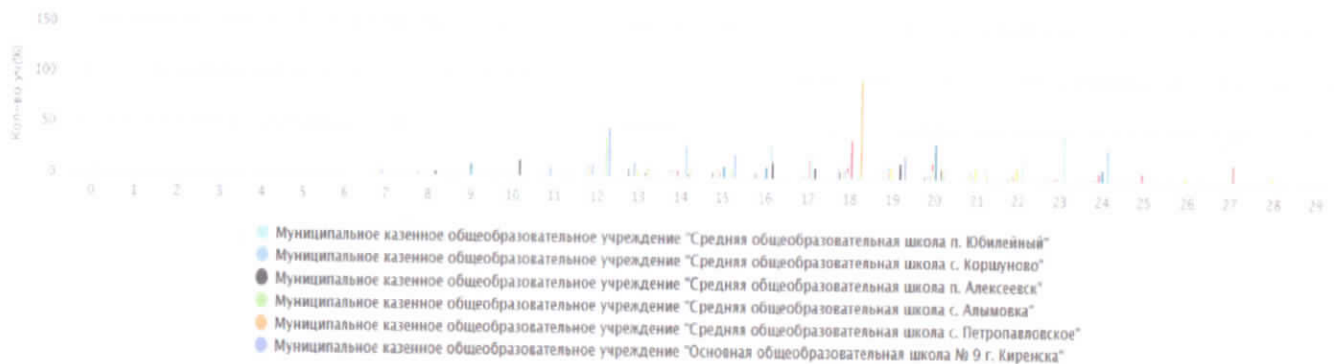 150
100
50
0
Кол-во уч(%)
0 1 2 3 4 5 6 7 8 9 10 11 12 13 14 15 16 17 18 19 20 21 22 23 24 25 26 27 28 29
Муниципальное казенное общеобразовательное учреждение "Средняя общеобразовательная школа п. Юбилейный"
Муниципальное казенное общеобразовательное учреждение "Средняя общеобразовательная школа с. Коршуново"
Муниципальное казенное общеобразовательное учреждение "Средняя общеобразовательная школа п. Алексеевск"
Муниципальное казенное общеобразовательное учреждение "Средняя общеобразовательная школа с. Алымовка"
Муниципальное казенное общеобразовательное учреждение "Средняя общеобразовательная школа с. Петропавловское"
Муниципальное казенное общеобразовательное учреждение "Основная общеобразовательная школа № 9 г. Киренска"